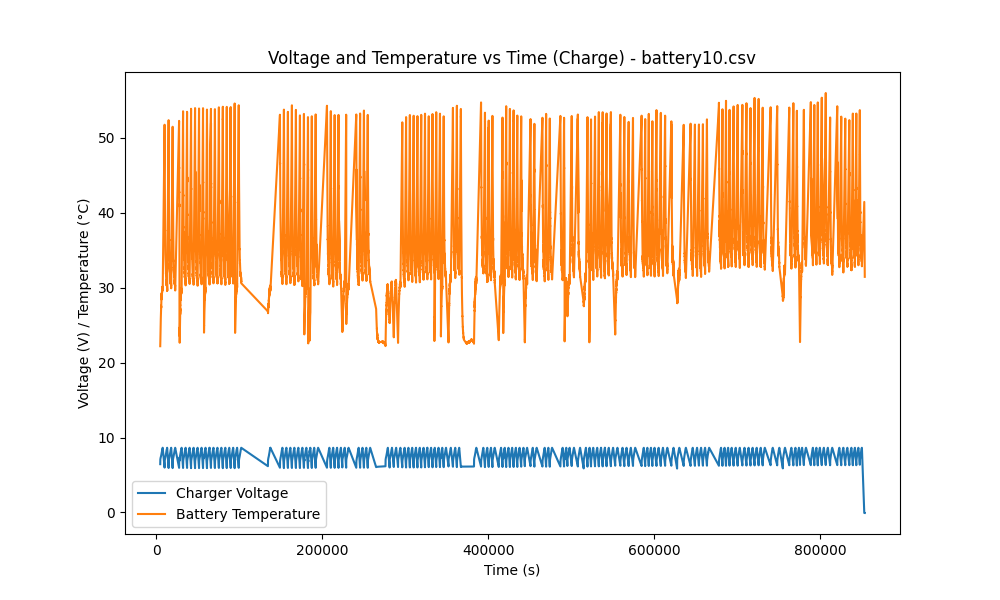 Voltage and Temperature vs Time (Charge) - battery10.csv
Voltage (V) / Temperature (°C)
50
40
30
20
10
0
Charger Voltage
Battery Temperature
0 200000 400000 600000 800000
Time (s)